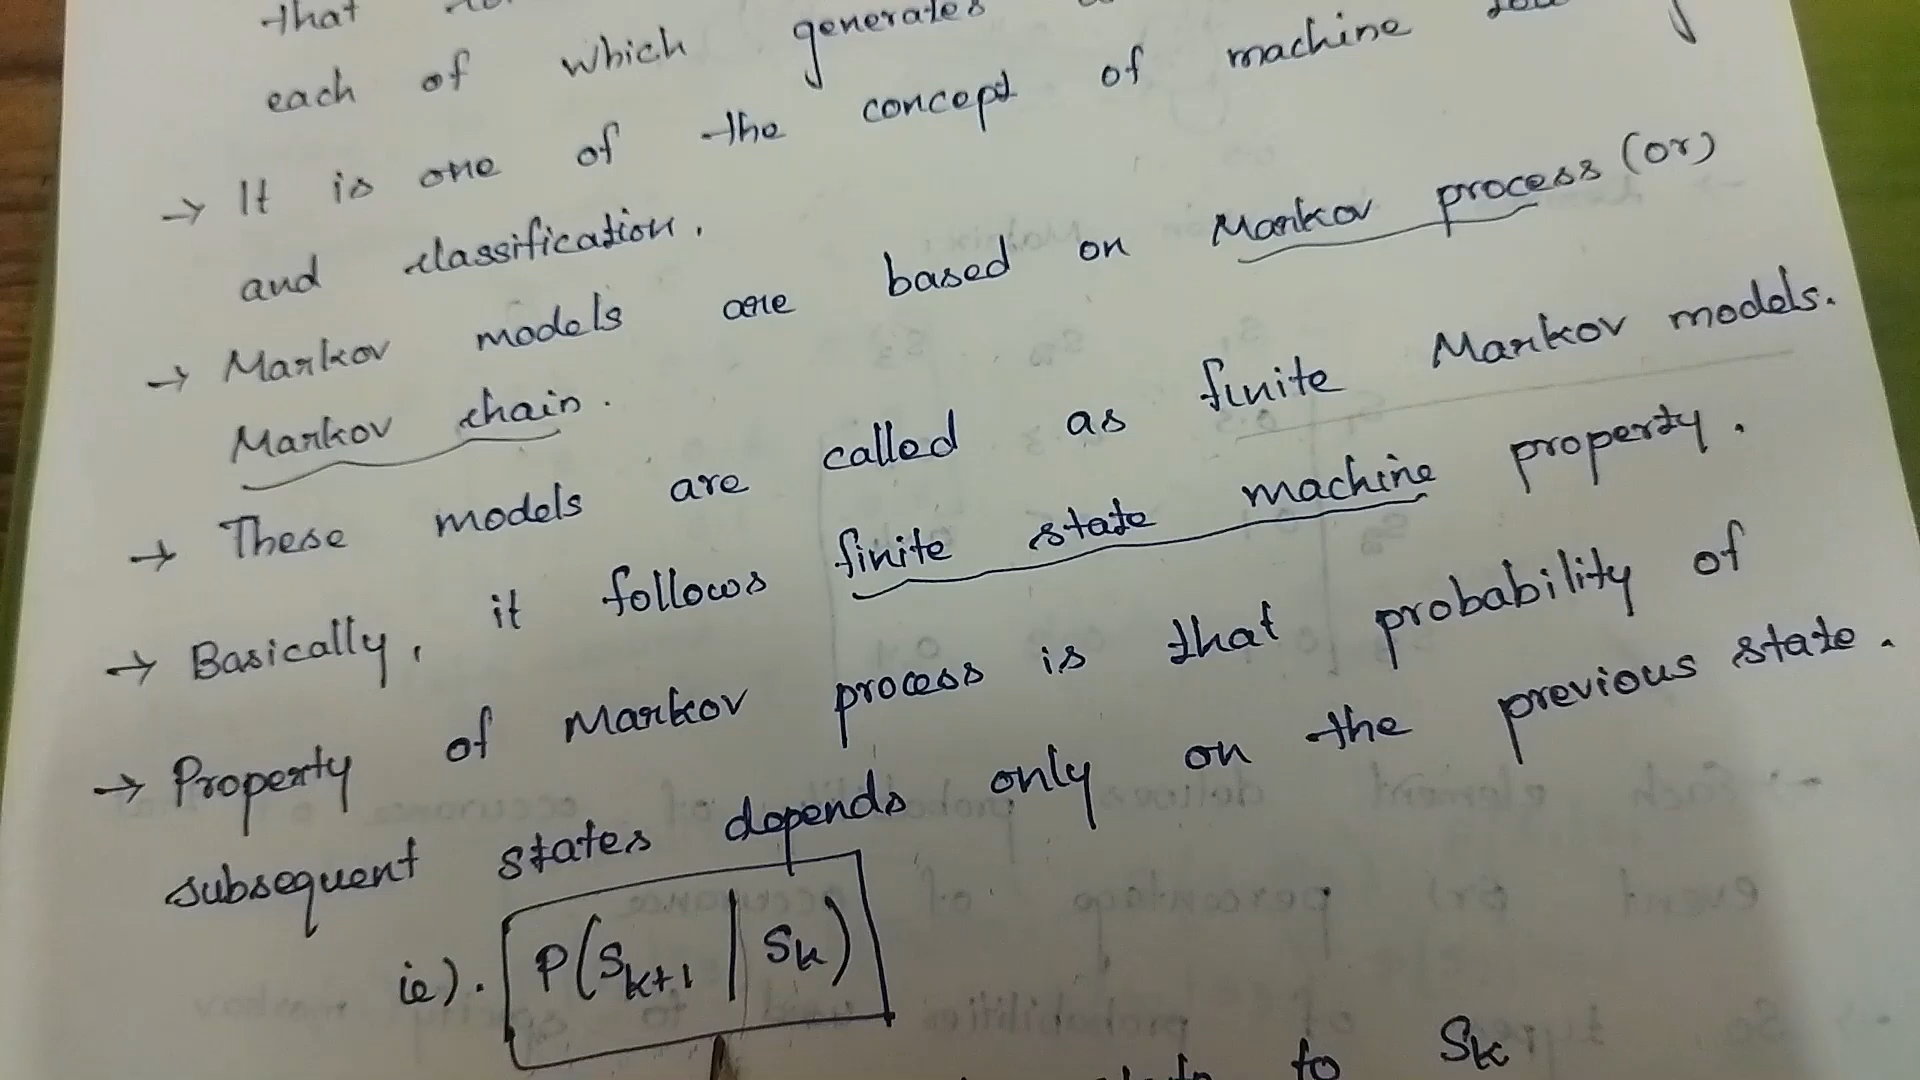 that
each of which generates
→ It is one of the concept of machine
and classification.
→ Markov models are based on Markov process (or)
Markov chain.
→ These models are called as finite Markov models.
→ Basically, it follows finite state machine property.
→ Property of Markov process is that probability of
subsequent states depends only on the previous state.
ie). P(Sk+1 | Sk)
to Sk